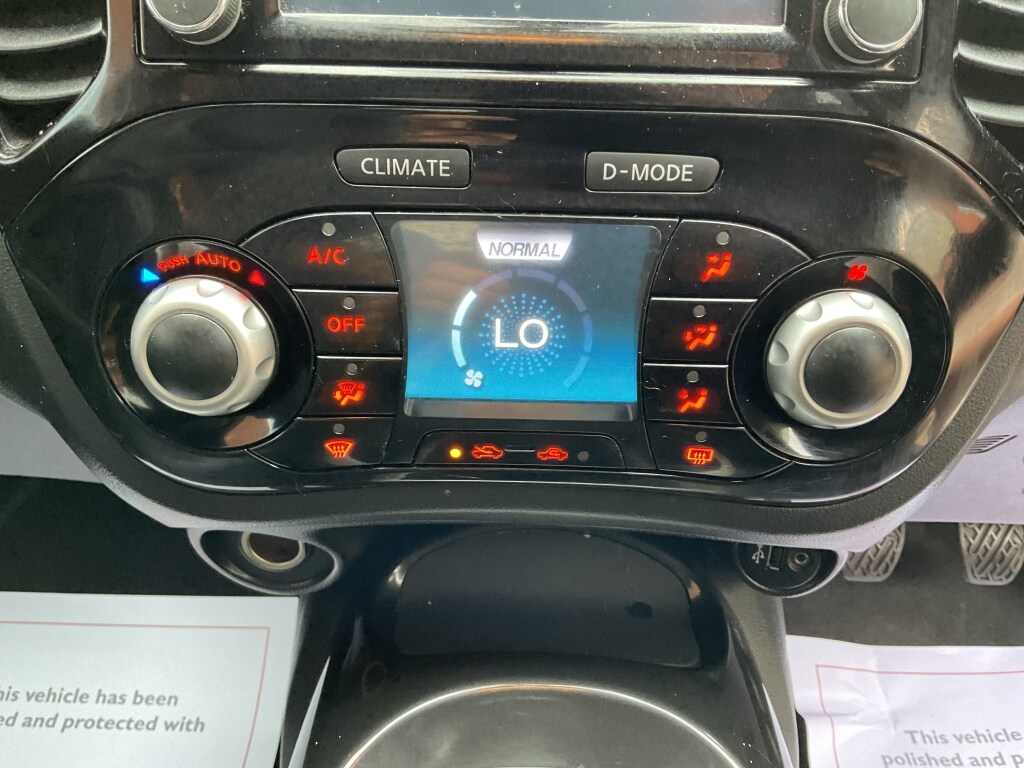 CLIMATE
D-MODE
PUSH AUTO
A/C
OFF
NORMAL
LO
his vehicle has been
ed and protected with
This vehicle
polished and p